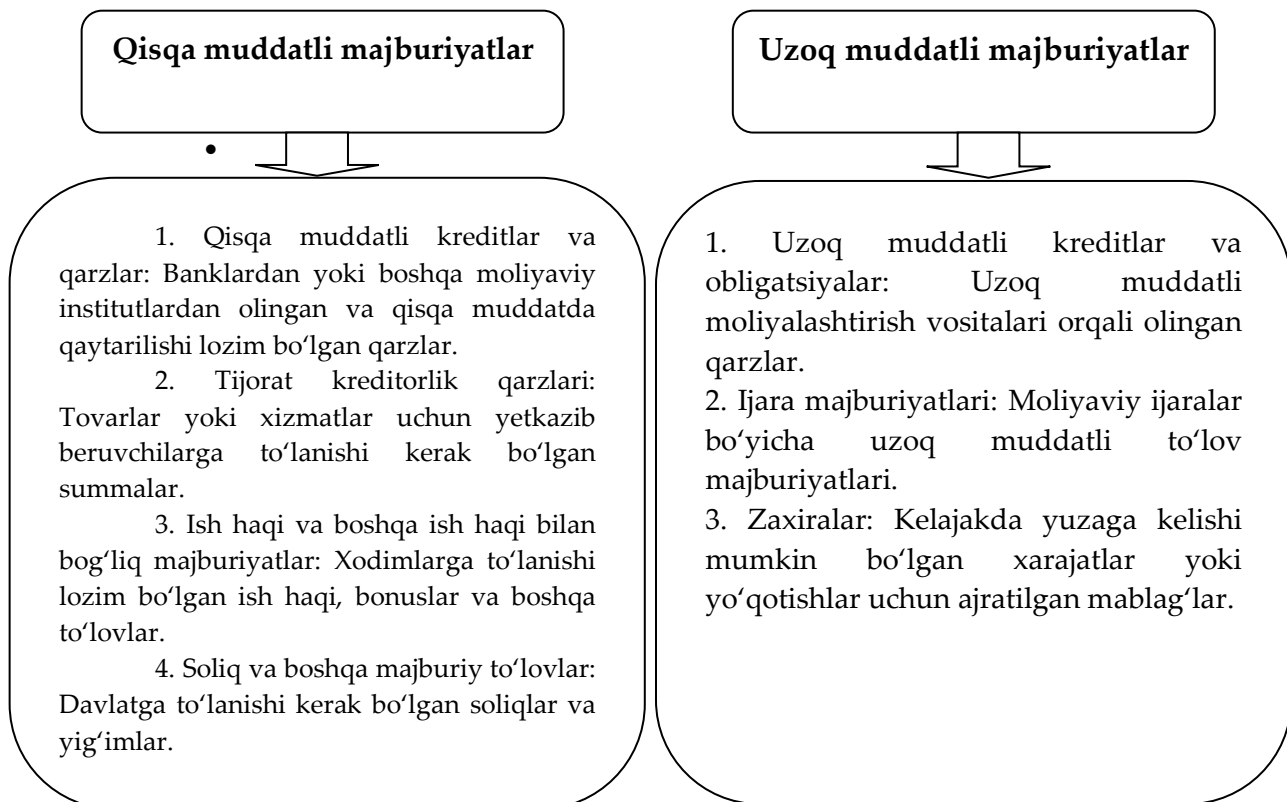 Qisqa muddatli majburiyatlar
•
1. Qisqa muddatli kreditlar va
qarzlar: Banklardan yoki boshqa moliyaviy
institutlardan olingan va qisqa muddatda
qaytarilishi lozim bo‘lgan qarzlar.
2. Tijorat kreditorlik qarzlari:
Tovarlar yoki xizmatlar uchun yetkazib
beruvchilarga to‘lanishi kerak bo‘lgan
summalar.
3. Ish haqi va boshqa ish haqi bilan
bog‘liq majburiyatlar: Xodimlarga to‘lanishi
lozim bo‘lgan ish haqi, bonuslar va boshqa
to‘lovlar.
4. Soliq va boshqa majburiy to‘lovlar:
Davlatga to‘lanishi kerak bo‘lgan soliqlar va
yig‘imlar.
Uzoq muddatli majburiyatlar
1. Uzoq muddatli kreditlar va
obligatsiyalar: Uzoq muddatli
moliyalashtirish vositalari orqali olingan
qarzlar.
2. Ijara majburiyatlari: Moliyaviy ijaralar
bo‘yicha uzoq muddatli to‘lov
majburiyatlari.
3. Zaxiralar: Kelajakda yuzaga kelishi
mumkin bo‘lgan xarajatlar yoki
yo‘qotishlar uchun ajratilgan mablag‘lar.